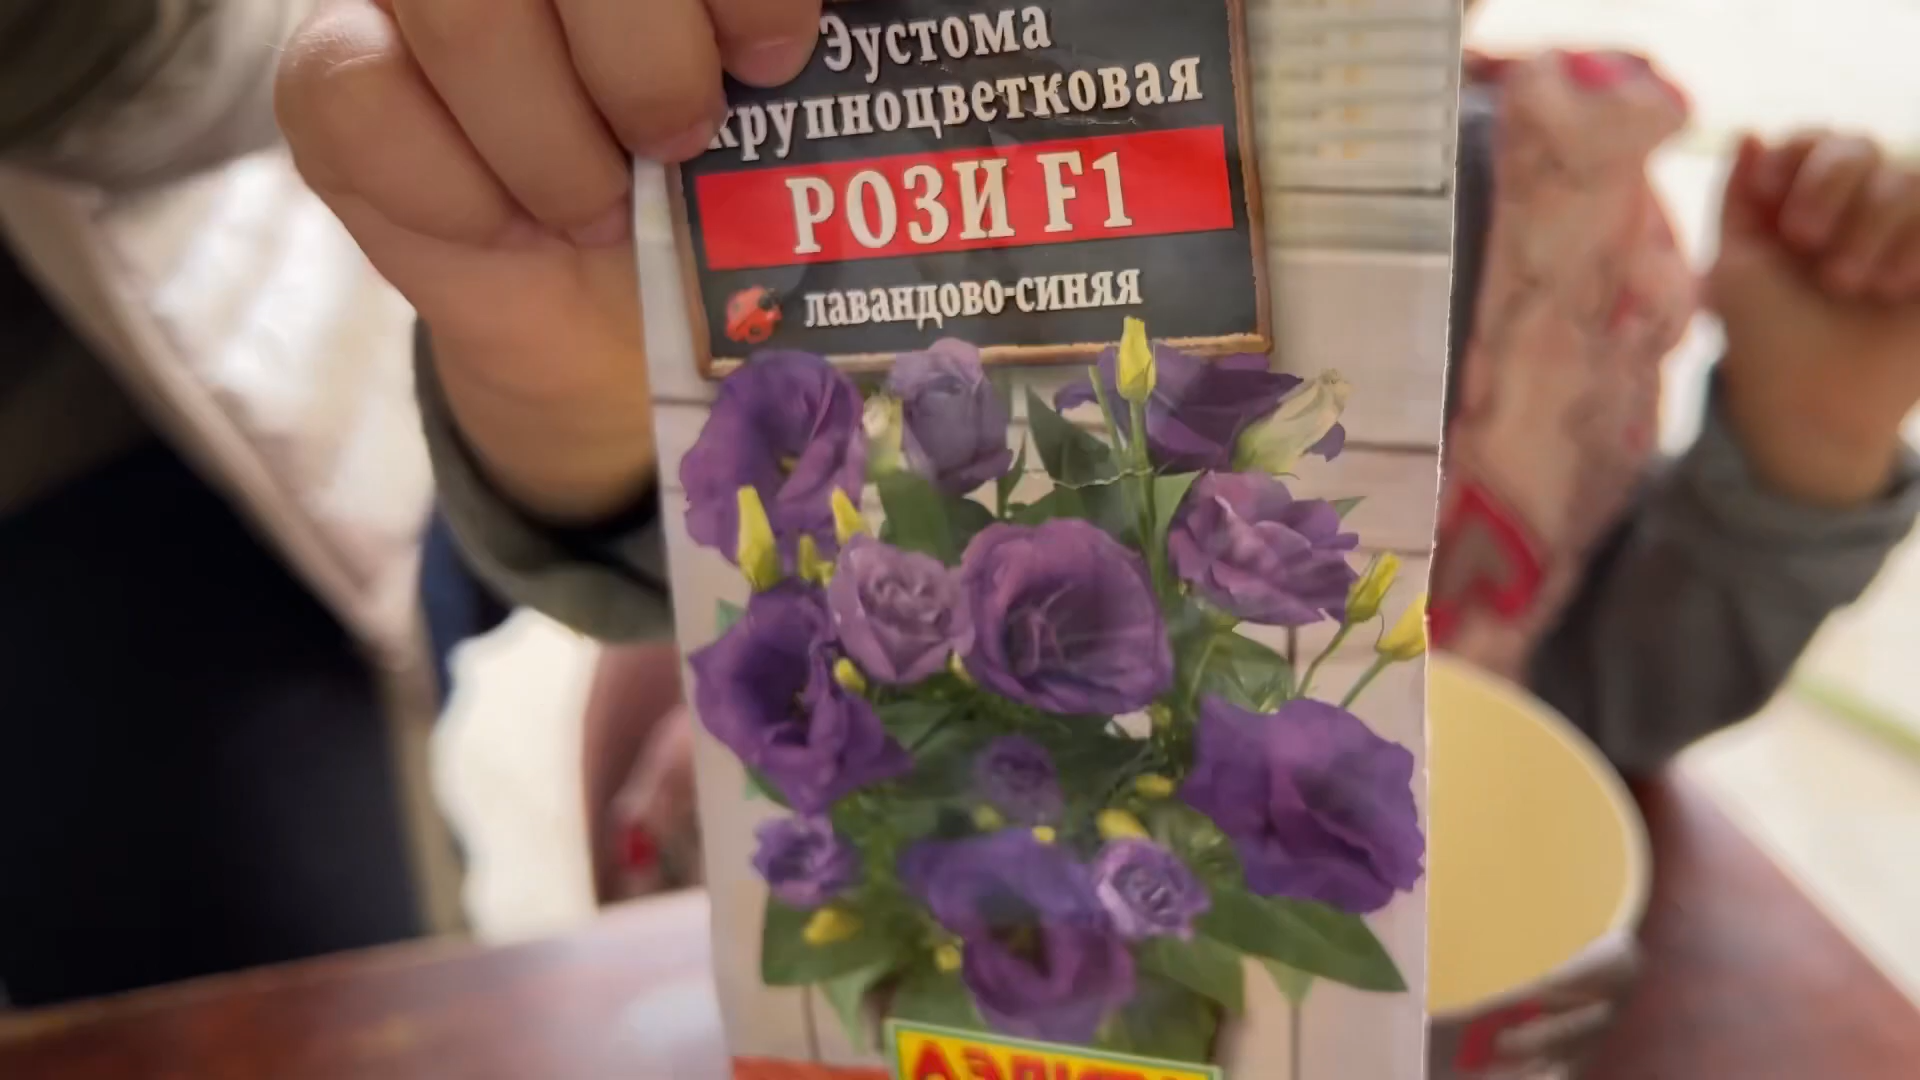 Эустома
крупноцветковая
РОЗИ F1
лавандово-синяя